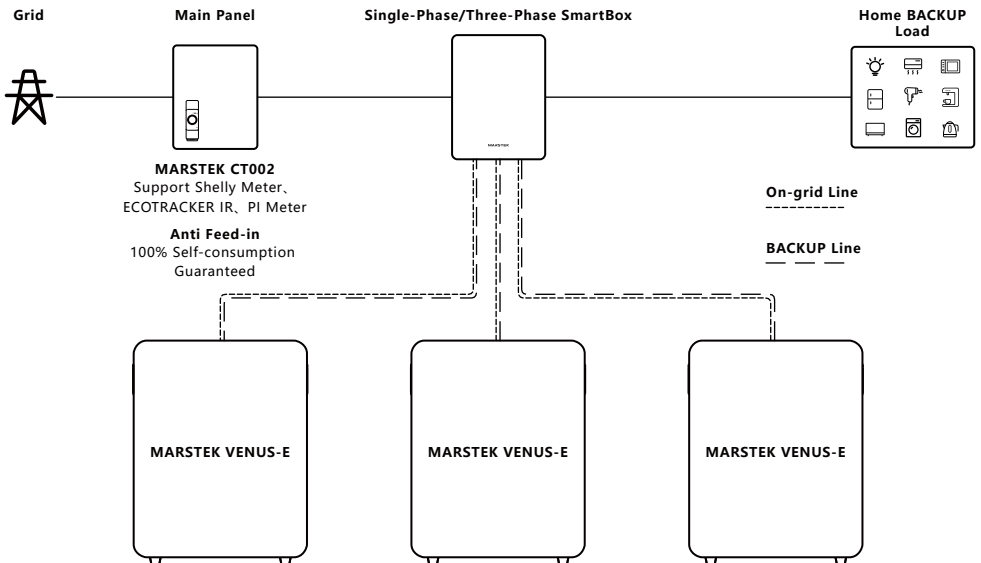 Grid
Main Panel
Single-Phase/Three-Phase SmartBox
Home BACKUP
Load
MARSTEK
MARSTEK CT002
Support Shelly Meter、
ECOTRACKER IR、PI Meter
Anti Feed-in
100% Self-consumption
Guaranteed
On-grid Line
BACKUP Line
MARSTEK VENUS-E
MARSTEK VENUS-E
MARSTEK VENUS-E